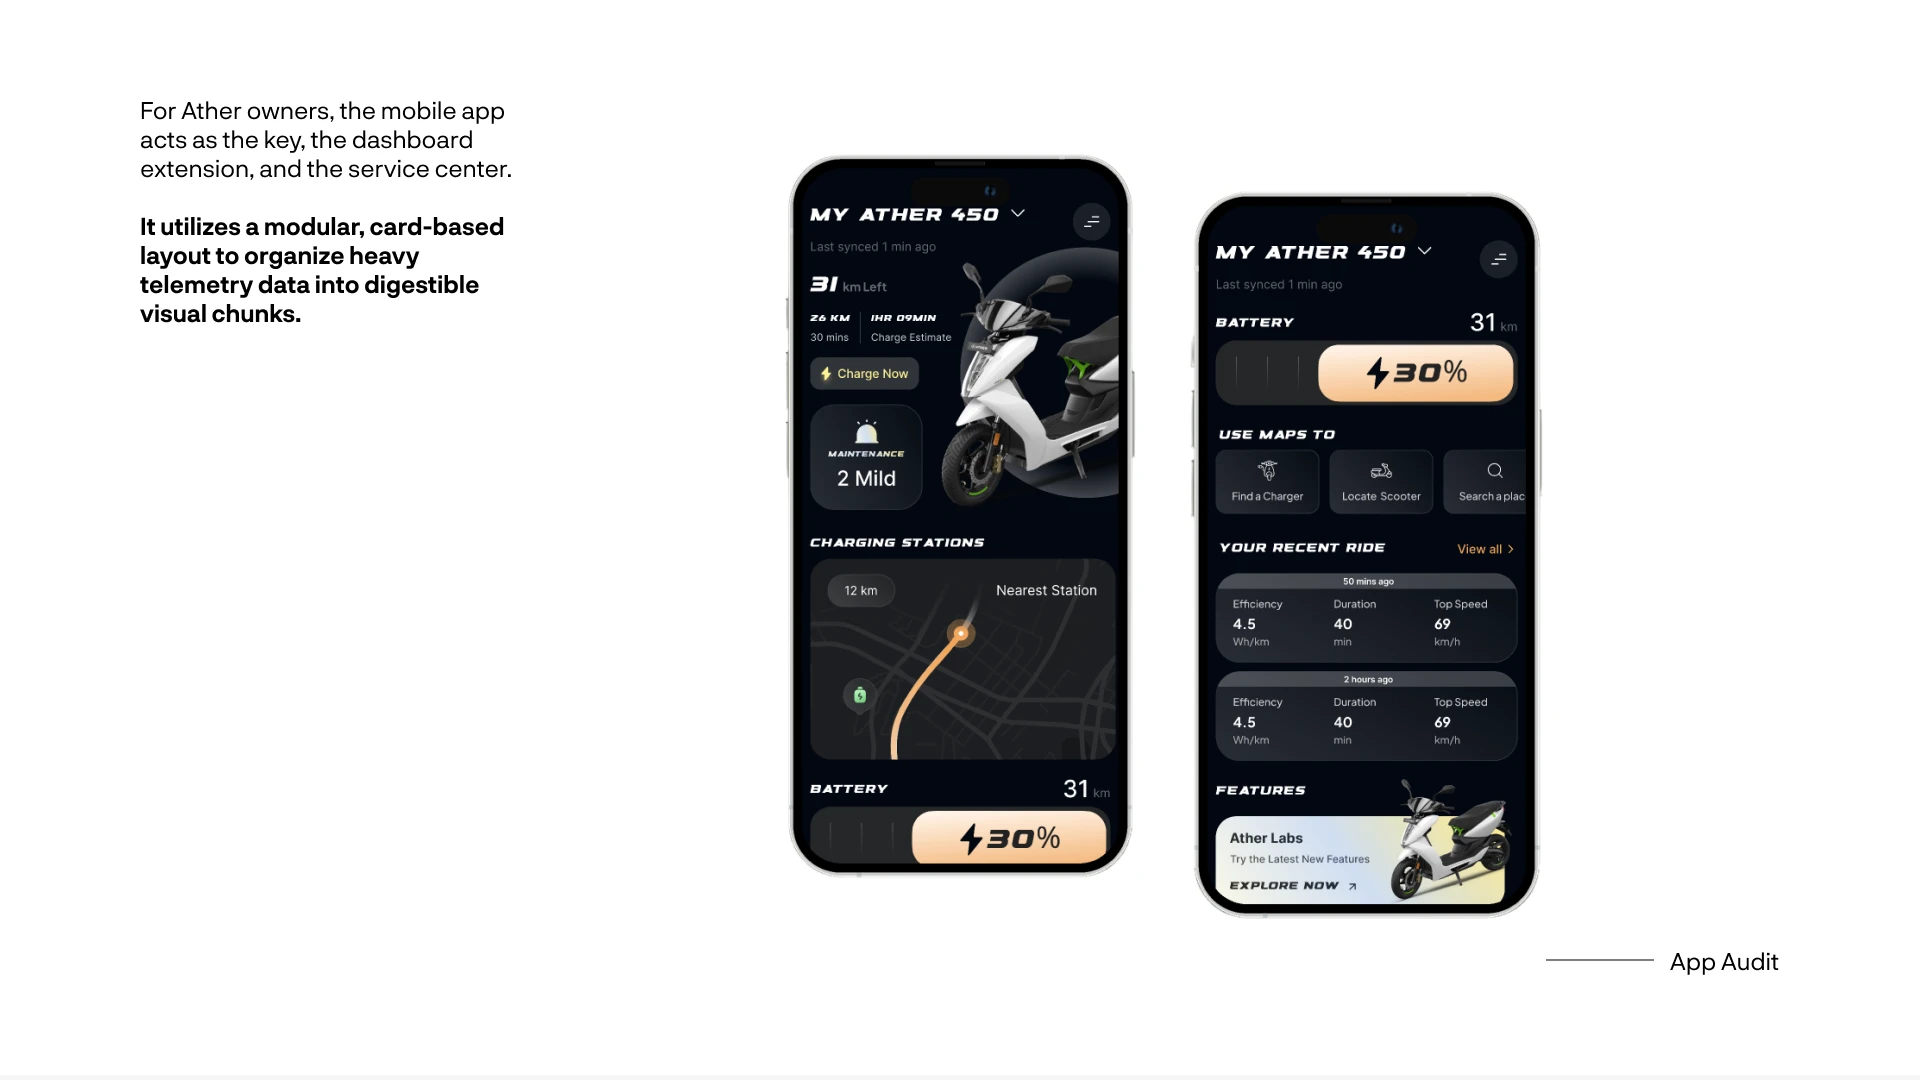 For Ather owners, the mobile app
acts as the key, the dashboard
extension, and the service center.
It utilizes a modular, card-based
layout to organize heavy
telemetry data into digestible
visual chunks.
MY ATHER 450
Last synced 1 min ago
31 km Left
26 KM
30 mins
1HR 09MIN
Charge Estimate
Charge Now
MAINTENANCE
2 Mild
CHARGING STATIONS
12 km
Nearest Station
BATTERY
31 km
30%
MY ATHER 450
Last synced 1 min ago
BATTERY
31 km
30%
USE MAPS TO
Find a Charger
Locate Scooter
Search a plac
YOUR RECENT RIDE
View all >
50 mins ago
Efficiency Duration Top Speed
4.5 40 69
Wh/km min km/h
2 hours ago
Efficiency Duration Top Speed
4.5 40 69
Wh/km min km/h
FEATURES
Ather Labs
Try the Latest New Features
EXPLORE NOW
App Audit